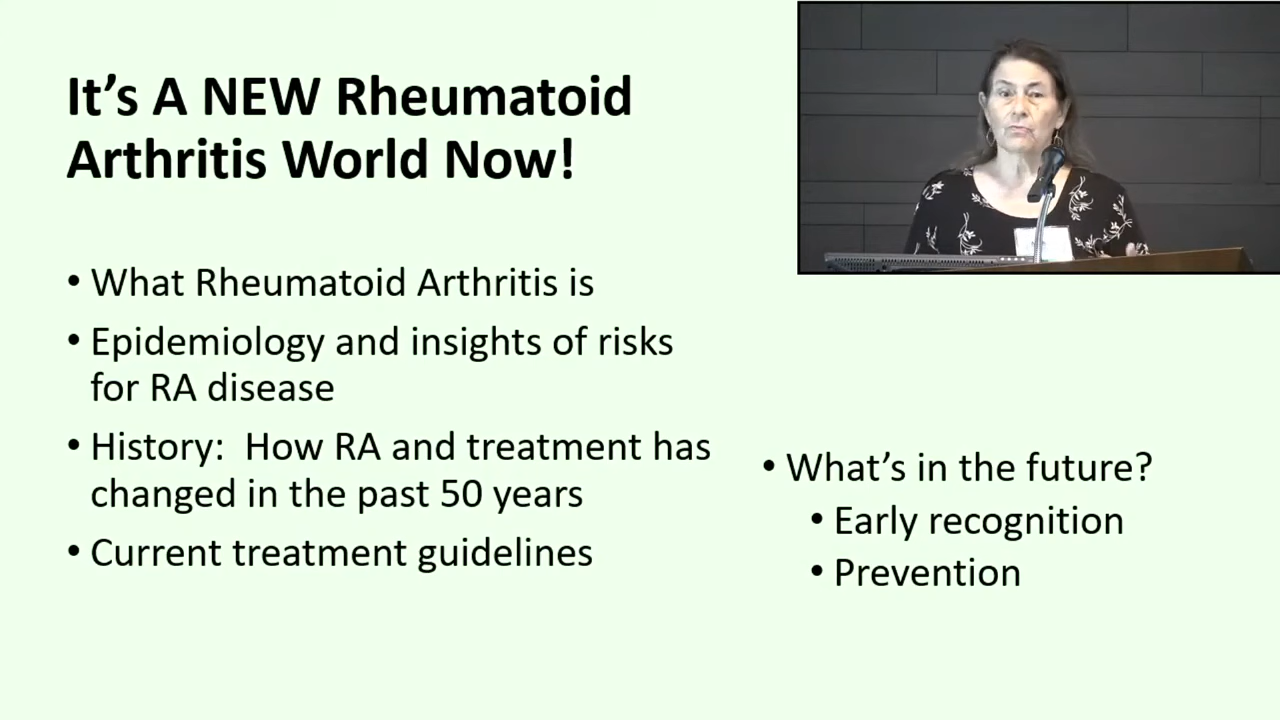 It’s A NEW Rheumatoid
Arthritis World Now!
• What Rheumatoid Arthritis is
• Epidemiology and insights of risks
for RA disease
• History:  How RA and treatment has
changed in the past 50 years
• Current treatment guidelines
• What’s in the future?
• Early recognition
• Prevention